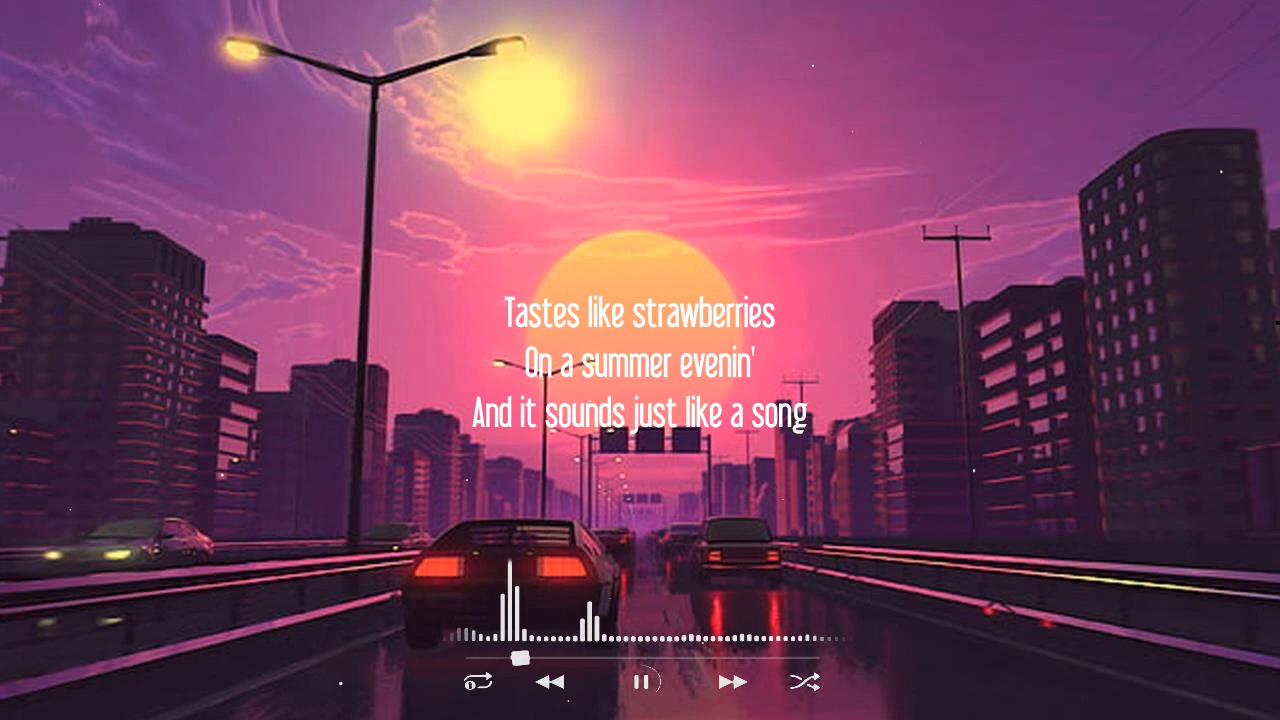 Tastes like strawberries
On a summer evenin'
And it sounds just like a song